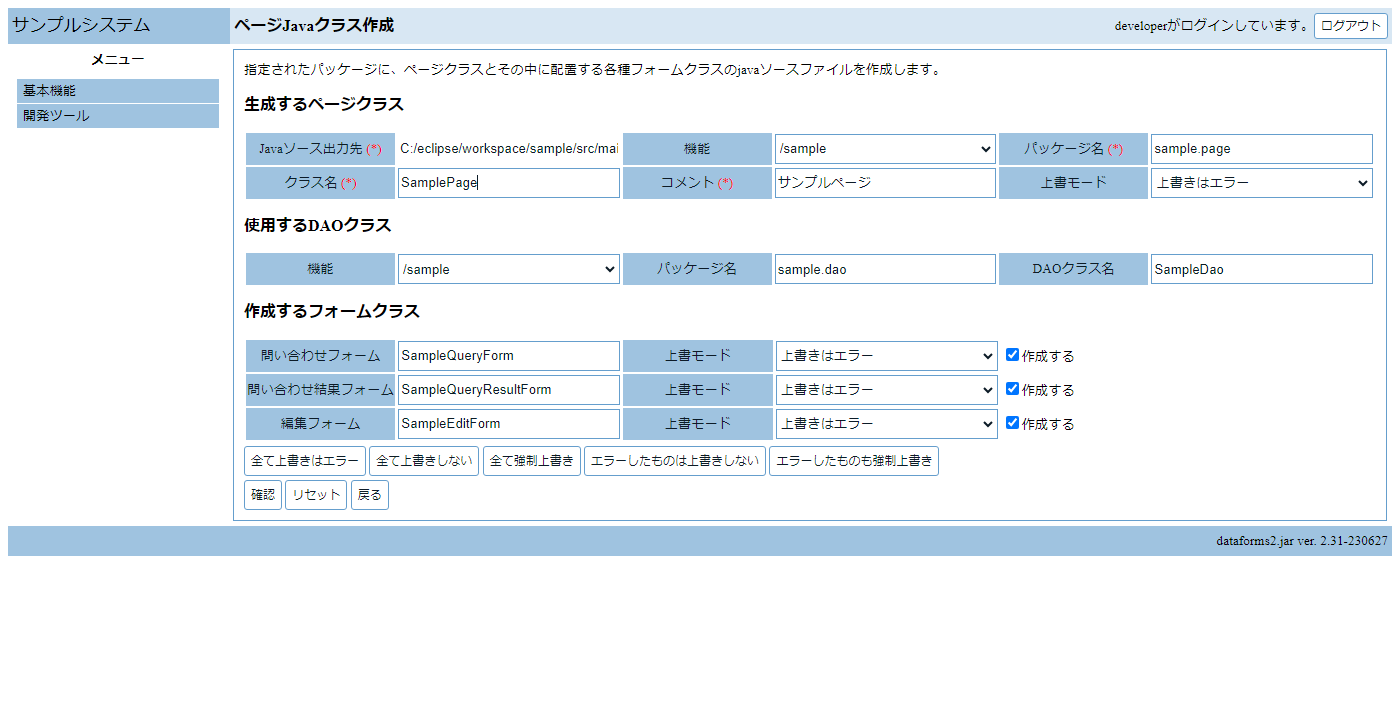 サンプルシステム ページJavaクラス作成 developerがログインしています。 ログアウト
メニュー
基本機能
開発ツール
指定されたパッケージに、ページクラスとその中に配置する各種フォームクラスのjavaソースファイルを作成します。
生成するページクラス
Javaソース出力先 (*) C:/eclipse/workspace/sample/src/mai 機能 /sample パッケージ名 (*) sample.page
クラス名 (*) SamplePage コメント (*) サンプルページ 上書モード 上書きはエラー
使用するDAOクラス
機能 /sample パッケージ名 sample.dao DAOクラス名 SampleDao
作成するフォームクラス
問い合わせフォーム SampleQueryForm 上書モード 上書きはエラー 作成する
問い合わせ結果フォーム SampleQueryResultForm 上書モード 上書きはエラー 作成する
編集フォーム SampleEditForm 上書モード 上書きはエラー 作成する
全て上書きはエラー 全て上書きしない 全て強制上書き エラーしたものは上書きしない エラーしたものも強制上書き
確認 リセット 戻る
dataforms2.jar ver. 2.31-230627